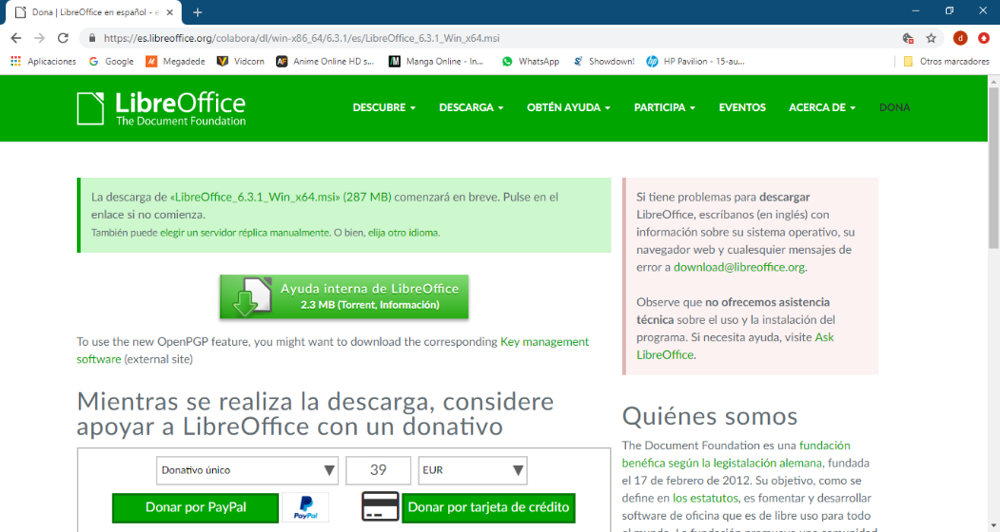 Dona | LibreOffice en español - e
https://es.libreoffice.org/colabora/dl/win-x86_64/6.3.1/es/LibreOffice_6.3.1_Win_x64.msi
d
Aplicaciones Google Megadede Vidcorn Anime Online HD s... Manga Online - In... WhatsApp Showdown! HP Pavilion - 15-au... Otros marcadores
LibreOffice
The Document Foundation
DESCUBRE DESCARGA OBTÉN AYUDA PARTICIPA EVENTOS ACERCA DE DONA
La descarga de «LibreOffice_6.3.1_Win_x64.msi» (287 MB) comenzará en breve. Pulse en el
enlace si no comienza.
También puede elegir un servidor réplica manualmente. O bien, elija otro idioma.
Ayuda interna de LibreOffice
2.3 MB (Torrent, Información)
To use the new OpenPGP feature, you might want to download the corresponding Key management
software (external site)
Mientras se realiza la descarga, considere
apoyar a LibreOffice con un donativo
Donativo único 39 EUR
Donar por PayPal PayPal Donar por tarjeta de crédito
Si tiene problemas para descargar
LibreOffice, escríbanos (en inglés) con
información sobre su sistema operativo, su
navegador web y cualesquier mensajes de
error a download@libreoffice.org.
Observe que no ofrecemos asistencia
técnica sobre el uso y la instalación del
programa. Si necesita ayuda, visite Ask
LibreOffice.
Quiénes somos
The Document Foundation es una fundación
benéfica según la legistalación alemana, fundada
el 17 de febrero de 2012. Su objetivo, como se
define en los estatutos, es fomentar y desarrollar
software de oficina que es de libre uso para todo
el mundo. La fundación promueve una comunidad